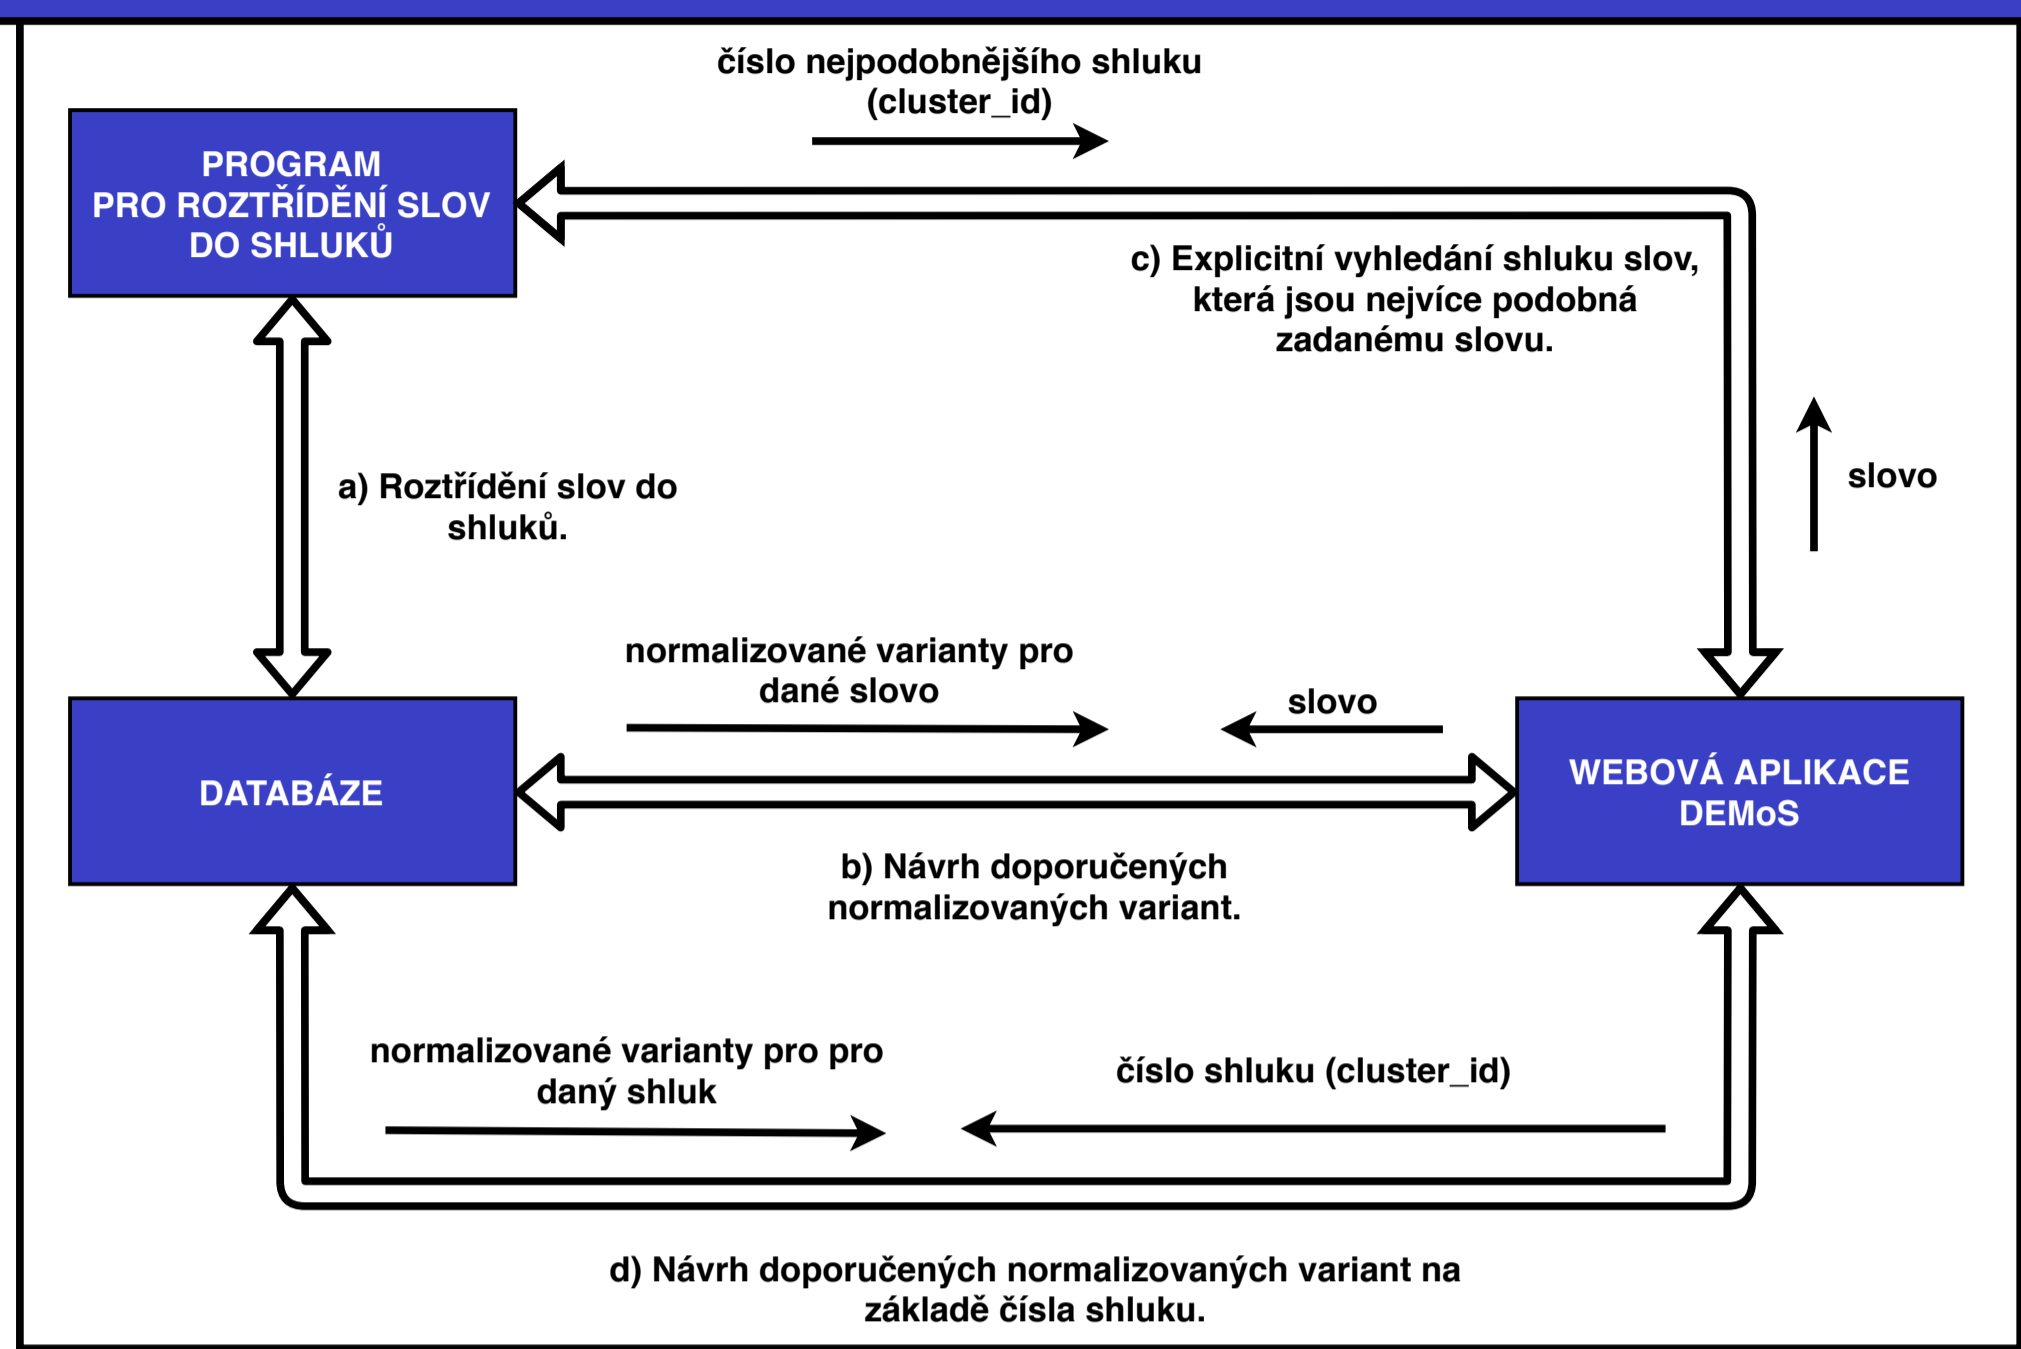 číslo nejpodobnějšího shluku
(cluster_id)
PROGRAM
PRO ROZTŘÍDĚNÍ SLOV
DO SHLUKŮ
c) Explicitní vyhledání shluku slov,
která jsou nejvíce podobná
zadanému slovu.
slovo
a) Roztřídění slov do
shluků.
normalizované varianty pro
dané slovo
slovo
DATABÁZE
WEBOVÁ APLIKACE
DEMoS
b) Návrh doporučených
normalizovaných variant.
normalizované varianty pro pro
daný shluk
číslo shluku (cluster_id)
d) Návrh doporučených normalizovaných variant na
základě čísla shluku.